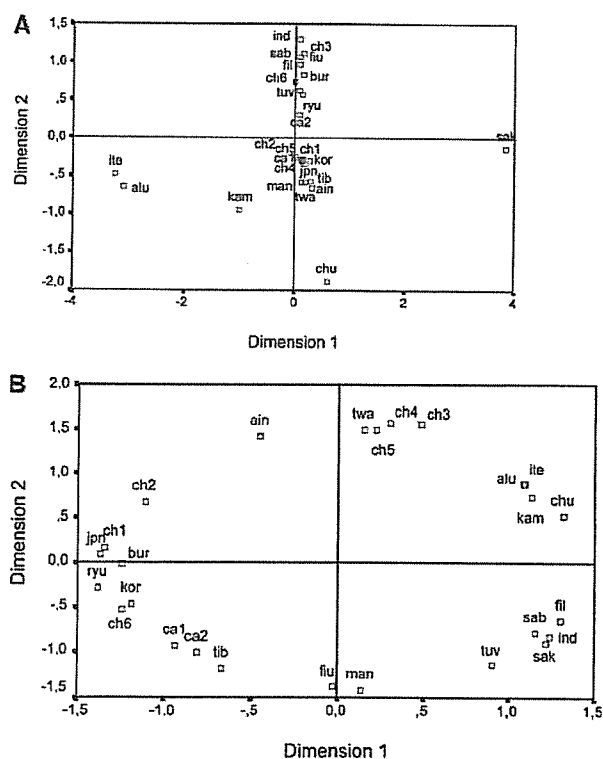 A
1,5
1,0
0,5
0,0
-0,5
-1,0
-1,5
-2,0
Dimension 2
ind
ch3
sab
fiu
fil
bur
ch6
tuv
ryu
ca2
sak
ch2
ch5
ch1
kor
ch4
jpn
tib
man
ain
twa
ite
alu
kam
chu
-4
-2
0
2
4
Dimension 1
B
2,0
1,5
1,0
,5
0,0
-,5
-1,0
-1,5
Dimension 2
ain
twa
ch4
ch3
ch5
alu
ite
kam
chu
ch2
jpn
ch1
bur
ryu
kor
ch6
ca1
ca2
tib
fiu
man
tuv
sab
fil
ind
sak
-1,5
-1,0
-,5
0,0
,5
1,0
1,5
Dimension 1